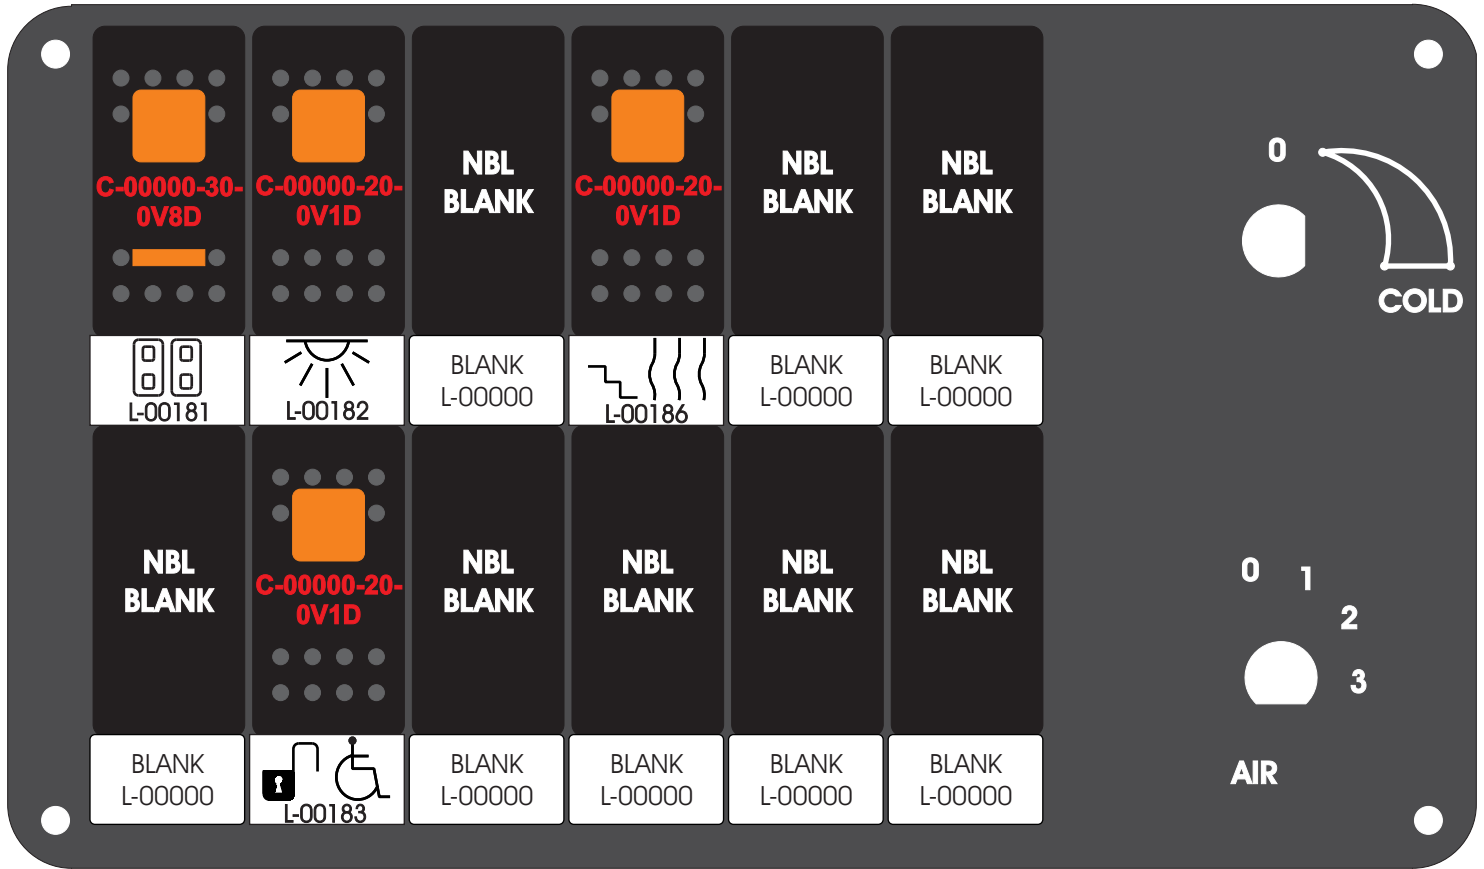 C-00000-30-
0V8D
C-00000-20-
0V1D
NBL
BLANK
C-00000-20-
0V1D
NBL
BLANK
NBL
BLANK
L-00181
L-00182
BLANK
L-00000
L-00186
BLANK
L-00000
BLANK
L-00000
NBL
BLANK
C-00000-20-
0V1D
NBL
BLANK
NBL
BLANK
NBL
BLANK
NBL
BLANK
BLANK
L-00000
L-00183
BLANK
L-00000
BLANK
L-00000
BLANK
L-00000
BLANK
L-00000
0
COLD
0
1
2
3
AIR